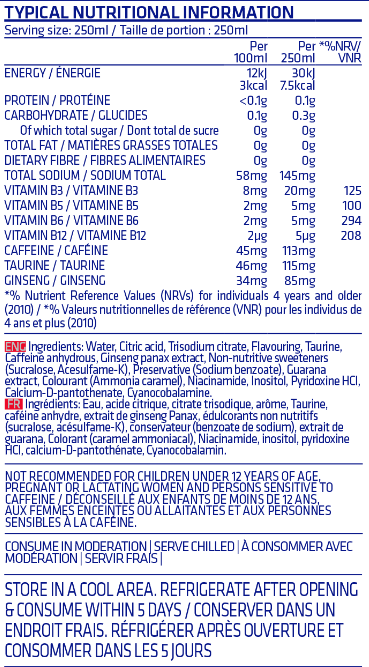 TYPICAL NUTRITIONAL INFORMATION
Serving size: 250ml / Taille de portion : 250ml
Per Per *%NRV/
100ml 250ml VNR
ENERGY / ÉNERGIE 12kJ 30kJ
3kcal 7.5kcal
PROTEIN / PROTÉINE <0.1g 0.1g
CARBOHYDRATE / GLUCIDES 0.1g 0.3g
Of which total sugar / Dont total de sucre 0g 0g
TOTAL FAT / MATIÈRES GRASSES TOTALES 0g 0g
DIETARY FIBRE / FIBRES ALIMENTAIRES 0g 0g
TOTAL SODIUM / SODIUM TOTAL 58mg 145mg
VITAMIN B3 / VITAMINE B3 8mg 20mg 125
VITAMIN B5 / VITAMINE B5 2mg 5mg 100
VITAMIN B6 / VITAMINE B6 2mg 5mg 294
VITAMIN B12 / VITAMINE B12 2µg 5µg 208
CAFFEINE / CAFÉINE 45mg 113mg
TAURINE / TAURINE 46mg 115mg
GINSENG / GINSENG 34mg 85mg
*% Nutrient Reference Values (NRVs) for individuals 4 years and older
(2010) / *% Valeurs nutritionnelles de référence (VNR) pour les individus de
4 ans et plus (2010)
ENG Ingredients: Water, Citric acid, Trisodium citrate, Flavouring, Taurine,
Caffeine anhydrous, Ginseng panax extract, Non-nutritive sweeteners
(Sucralose, Acesulfame-K), Preservative (Sodium benzoate), Guarana
extract, Colourant (Ammonia caramel), Niacinamide, Inositol, Pyridoxine HCl,
Calcium-D-pantothenate, Cyanocobalamine.
FR Ingrédients: Eau, acide citrique, citrate trisodique, arôme, Taurine,
caféine anhydre, extrait de ginseng Panax, édulcorants non nutritifs
(sucralose, acésulfame-K), conservateur (benzoate de sodium), extrait de
guarana, Colorant (caramel ammoniacal), Niacinamide, inositol, pyridoxine
HCl, calcium-D-pantothénate, Cyanocobalamin.
NOT RECOMMENDED FOR CHILDREN UNDER 12 YEARS OF AGE,
PREGNANT OR LACTATING WOMEN AND PERSONS SENSITIVE TO
CAFFEINE / DÉCONSEILLÉ AUX ENFANTS DE MOINS DE 12 ANS,
AUX FEMMES ENCEINTES OU ALLAITANTES ET AUX PERSONNES
SENSIBLES À LA CAFÉINE.
CONSUME IN MODERATION | SERVE CHILLED | À CONSOMMER AVEC
MODÉRATION | SERVIR FRAIS |
STORE IN A COOL AREA. REFRIGERATE AFTER OPENING
& CONSUME WITHIN 5 DAYS / CONSERVER DANS UN
ENDROIT FRAIS. RÉFRIGÉRER APRÈS OUVERTURE ET
CONSOMMER DANS LES 5 JOURS